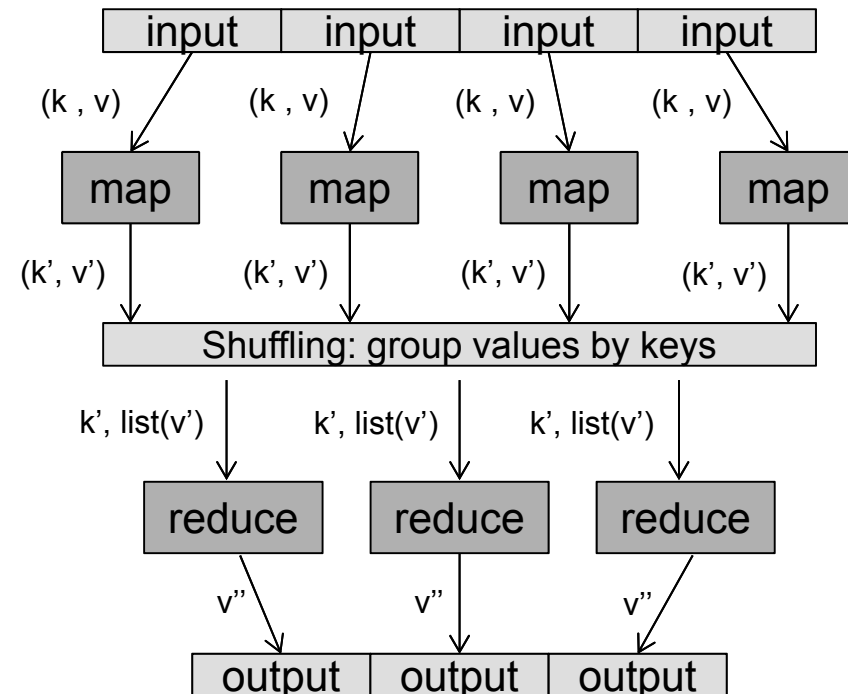 input input input input
(k , v) (k , v) (k , v) (k , v)
map map map map
(k’, v’) (k’, v’) (k’, v’) (k’, v’)
Shuffling: group values by keys
k’, list(v’) k’, list(v’) k’, list(v’)
reduce reduce reduce
v’’ v’’ v’’
output output output